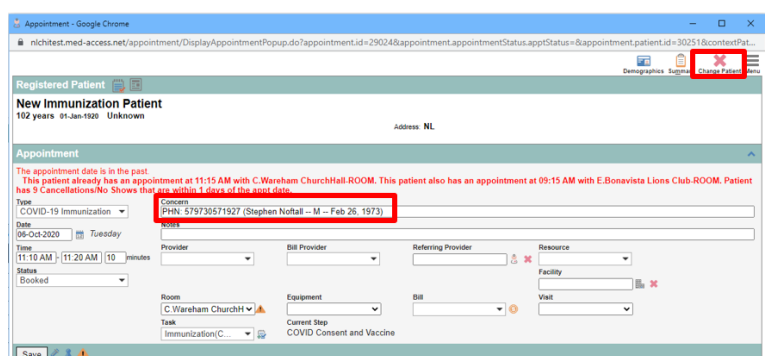 Appointment - Google Chrome
nlchitest.med-access.net/appointment/DisplayAppointmentPopup.do?appointment.id=29024&appointment.appointmentStatus.apptStatus=&appointment.patient.id=30251&contextPat...
Demographics Summar Change Patient Menu
Registered Patient
New Immunization Patient
102 years 01-Jan-1920 Unknown
Address: NL
Appointment
The appointment date is in the past.
This patient already has an appointment at 11:15 AM with C.Wareham ChurchHall-ROOM. This patient also has an appointment at 09:15 AM with E.Bonavista Lions Club-ROOM. Patient
has 9 Cancellations/No Shows that are within 1 days of the appt date.
Type Concern
COVID-19 Immunization PHN: 579730571927 (Stephen Noftall -- M -- Feb 26, 1973)
Date Notes
06-Oct-2020 Tuesday
Time Provider Bill Provider Referring Provider Resource
11:10 AM - 11:20 AM 10 minutes
Status Facility
Booked
Room Equipment Bill Visit
C.Wareham ChurchH
Task Current Step
Immunization(C... COVID Consent and Vaccine
Save